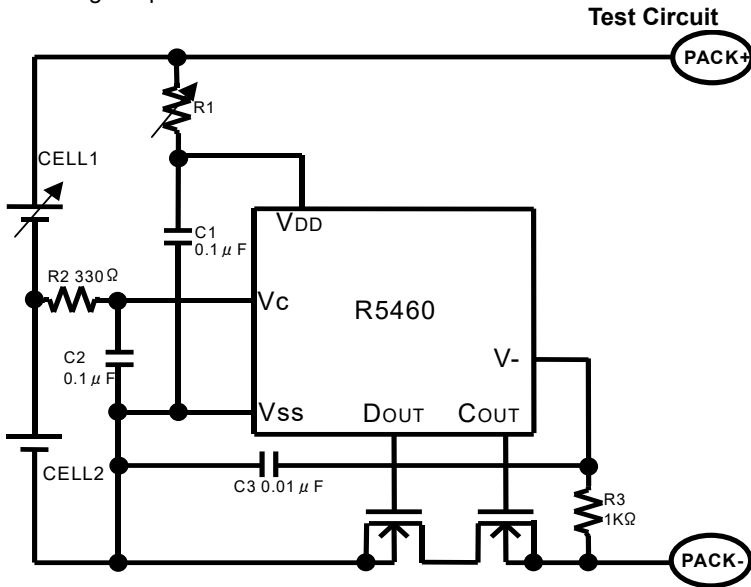 Test Circuit
PACK+
R1
CELL1
VDD
C1
0.1μF
R2 330Ω
Vc
R5460
C2
0.1μF
V-
Vss
DOUT COUT
CELL2
C3 0.01μF
R3
1KΩ
PACK-